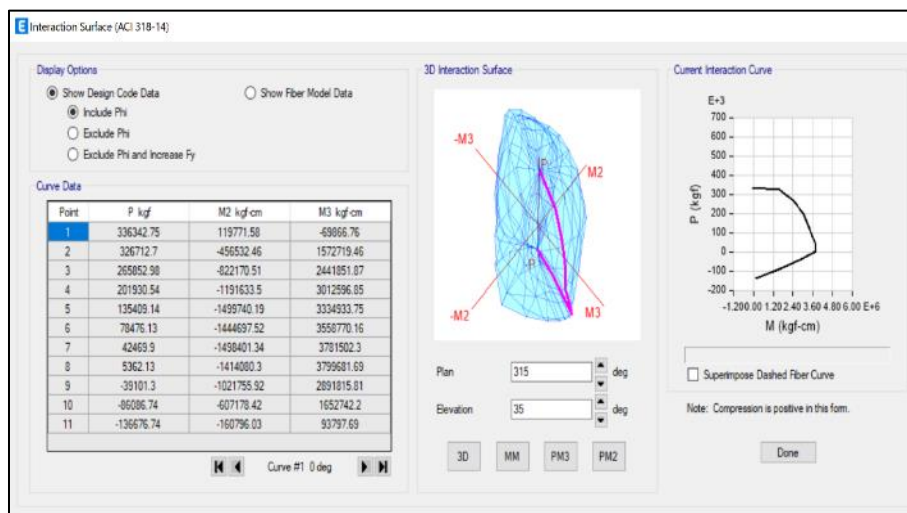 E Interaction Surface (ACI 318-14)
Display Options
Show Design Code Data Show Fiber Model Data
Include Phi
Exclude Phi
Exclude Phi and Increase Fy
Curve Data
Point P kgf M2 kgf-cm M3 kgf-cm
1 336342.75 119771.58 -69866.76
2 326712.7 -456532.46 1572719.46
3 265852.98 -822170.51 2441851.87
4 201930.54 -1191633.5 3012596.85
5 135409.14 -1499740.19 3334933.75
6 78476.13 -1444697.52 3558770.16
7 42469.9 -1498401.34 3781502.3
8 5362.13 -1414080.3 3799681.69
9 -39101.3 -1021755.92 2891815.81
10 -86086.74 -607178.42 1652742.2
11 -136676.74 -160796.03 93797.69
Curve #1 0 deg
3D Interaction Surface
-M3
P
M2
-P
-M2
M3
Plan 315 deg
Elevation 35 deg
3D MM PM3 PM2
Current Interaction Curve
E+3
700
600
500
400
300
200
100
0
-100
-200
P (kgf)
-1.200.00 1.20 2.40 3.60 4.80 6.00 E+6
M (kgf-cm)
Superimpose Dashed Fiber Curve
Note: Compression is positive in this form.
Done